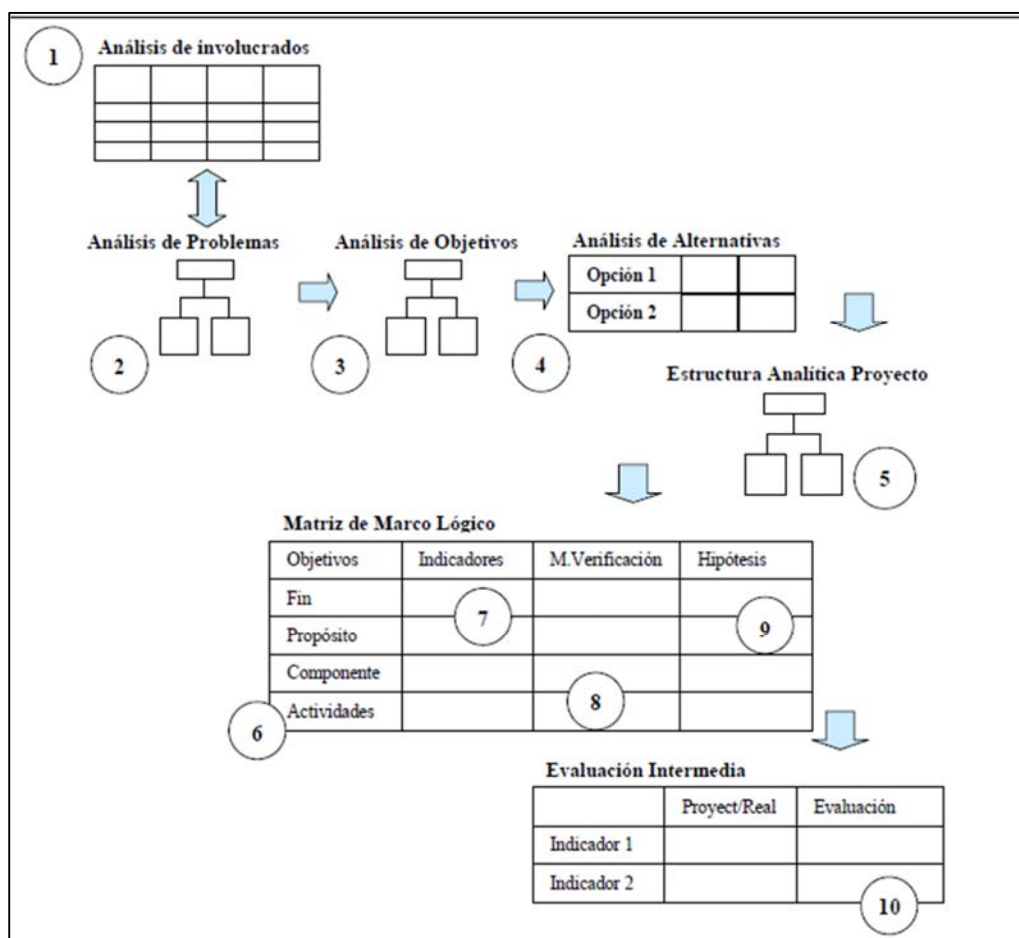 1
Análisis de involucrados
Análisis de Problemas
Análisis de Objetivos
Análisis de Alternativas
Opción 1
Opción 2
2
3
4
Estructura Analítica Proyecto
5
Matriz de Marco Lógico
Objetivos Indicadores M.Verificación Hipótesis
Fin
7
9
Propósito
Componente
8
Actividades
6
Evaluación Intermedia
Proyect/Real Evaluación
Indicador 1
Indicador 2
10